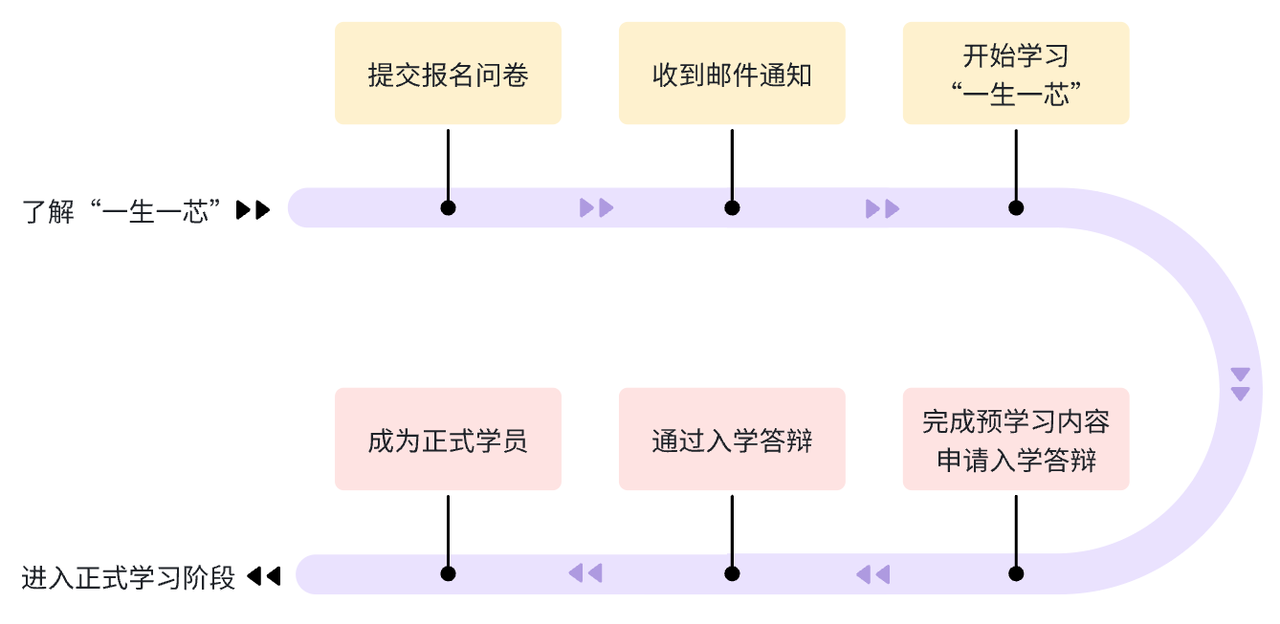 提交报名问卷
收到邮件通知
开始学习
“一生一芯”
了解“一生一芯”
完成预学习内容
申请入学答辩
通过入学答辩
成为正式学员
进入正式学习阶段